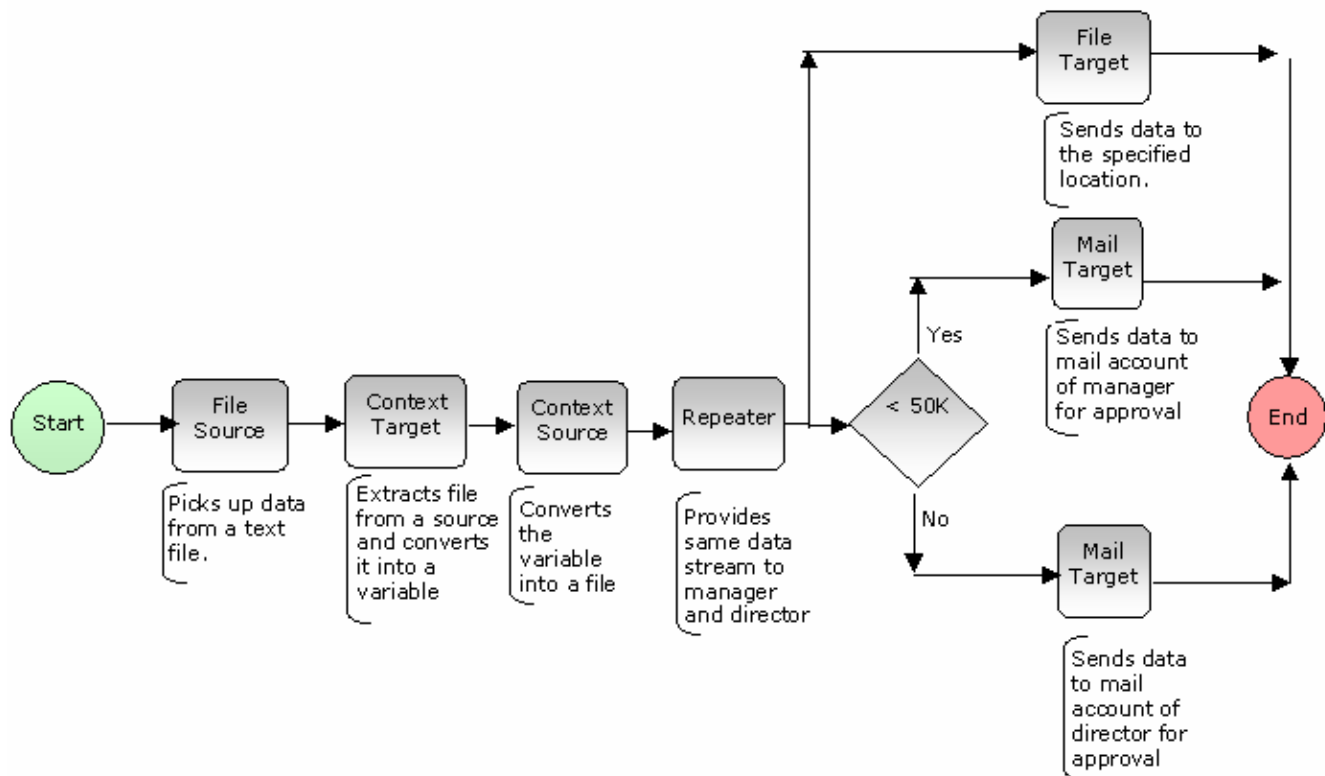 File
Target
Sends data to
the specified
location.
Mail
Target
Yes
Sends data to
mail account
of manager
for approval
Start
File
Source
Picks up data
from a text
file.
Context
Target
Extracts file
from a source
and converts
it into a
variable
Context
Source
Converts
the
variable
into a file
Repeater
Provides
same data
stream to
manager
and director
< 50K
No
Mail
Target
Sends data
to mail
account of
director for
approval
End